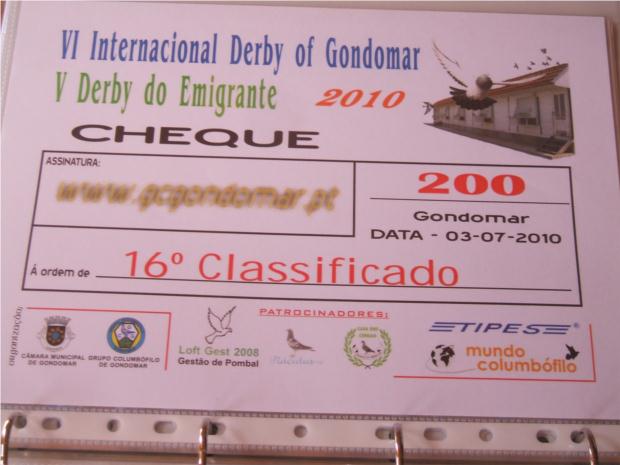 VI Internacional Derby of Gondomar
V Derby do Emigrante 2010
CHEQUE
ASSINATURA:
www.gcgondomar.pt
200
Gondomar
DATA - 03-07-2010
À ordem de 16º Classificado
organização:
CÂMARA MUNICIPAL
DE GONDOMAR
GRUPO COLUMBÓFILO
DE GONDOMAR
PATROCINADORES:
Loft Gest 2008
Gestão de Pombal
TIPES
mundo
columbófilo